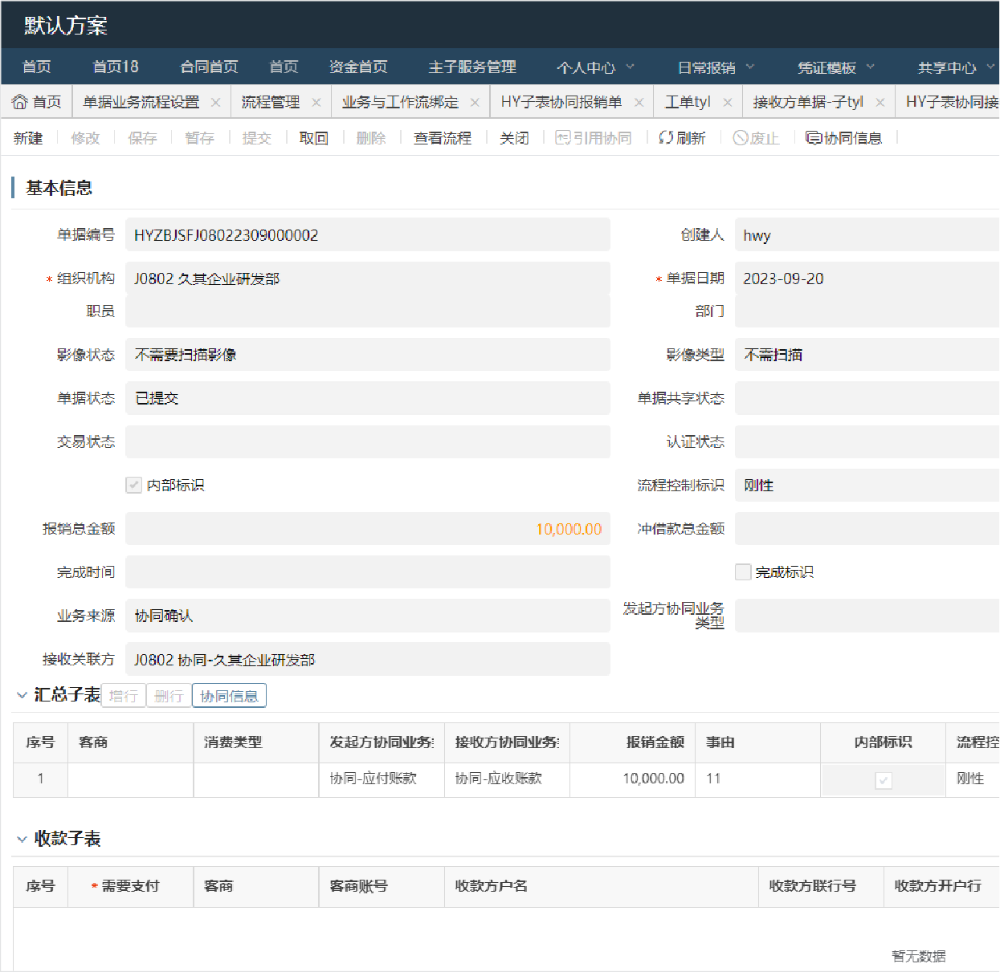 默认方案
首页 首页18 合同首页 首页 资金首页 主子服务管理 个人中心 日常报销 凭证模板 共享中心
首页 单据业务流程设置 流程管理 业务与工作流绑定 HY子表协同报销单 工单tyl 接收方单据-子tyl HY子表协同接
新建 修改 保存 暂存 提交 取回 删除 查看流程 关闭 引用协同 刷新 废止 协同信息
基本信息
单据编号 HYZBJSFJ08022309000002 创建人 hwy
* 组织机构 J0802 久其企业研发部 * 单据日期 2023-09-20
职员 部门
影像状态 不需要扫描影像 影像类型 不需扫描
单据状态 已提交 单据共享状态
交易状态 认证状态
内部标识 流程控制标识 刚性
报销总金额 10,000.00 冲借款总金额
完成时间 完成标识
业务来源 协同确认 发起方协同业务
类型
接收关联方 J0802 协同-久其企业研发部
汇总子表 增行 删行 协同信息
序号 客商 消费类型 发起方协同业务 接收方协同业务 报销金额 事由 内部标识 流程控
1 协同-应付账款 协同-应收账款 10,000.00 11 刚性
收款子表
序号 * 需要支付 客商 客商账号 收款方户名 收款方联行号 收款方开户行
暂无数据